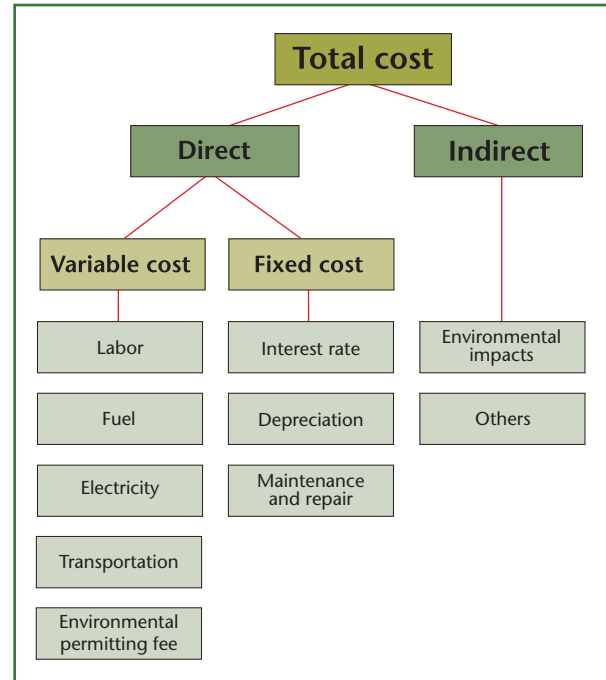 Total cost
Direct
Indirect
Variable cost
Fixed cost
Labor
Interest rate
Environmental
impacts
Fuel
Depreciation
Others
Electricity
Maintenance
and repair
Transportation
Environmental
permitting fee